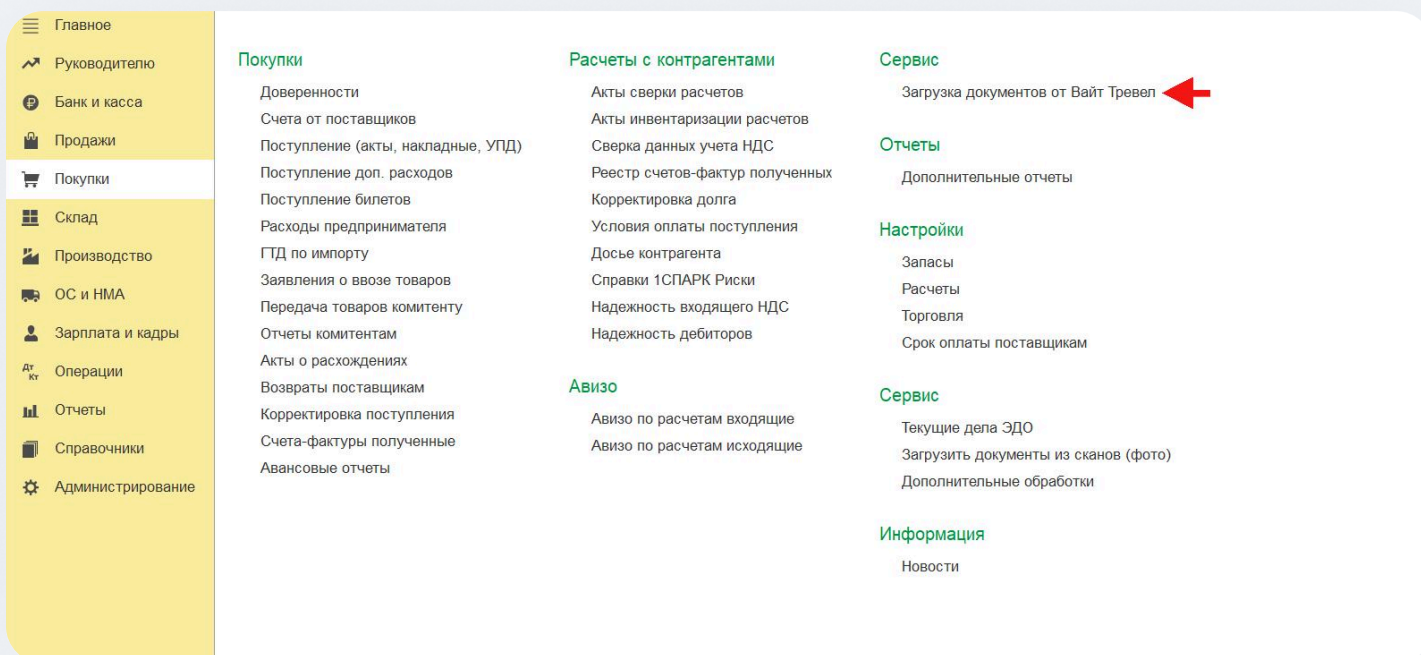 Главное
Руководителю
Банк и касса
Продажи
Покупки
Склад
Производство
ОС и НМА
Зарплата и кадры
Операции
Отчеты
Справочники
Администрирование
Покупки
Доверенности
Счета от поставщиков
Поступление (акты, накладные, УПД)
Поступление доп. расходов
Поступление билетов
Расходы предпринимателя
ГТД по импорту
Заявления о ввозе товаров
Передача товаров комитенту
Отчеты комитентам
Акты о расхождениях
Возвраты поставщикам
Корректировка поступления
Счета-фактуры полученные
Авансовые отчеты
Расчеты с контрагентами
Акты сверки расчетов
Акты инвентаризации расчетов
Сверка данных учета НДС
Реестр счетов-фактур полученных
Корректировка долга
Условия оплаты поступления
Досье контрагента
Справки 1СПАРК Риски
Надежность входящего НДС
Надежность дебиторов
Авизо
Авизо по расчетам входящие
Авизо по расчетам исходящие
Сервис
Загрузка документов от Вайт Тревел
Отчеты
Дополнительные отчеты
Настройки
Запасы
Расчеты
Торговля
Срок оплаты поставщикам
Сервис
Текущие дела ЭДО
Загрузить документы из сканов (фото)
Дополнительные обработки
Информация
Новости